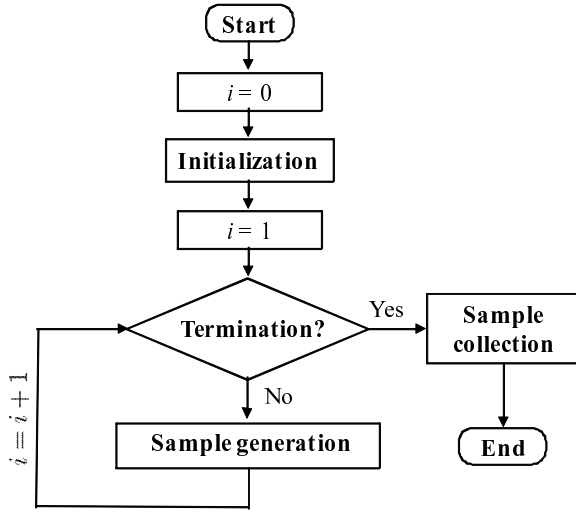 Start
i = 0
Initialization
i = 1
Termination?
Yes
Sample
collection
No
i = i + 1
Sample generation
End